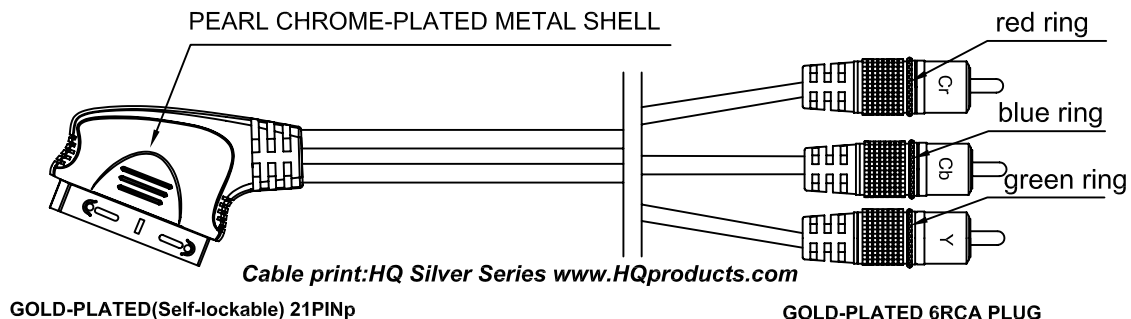 PEARL CHROME-PLATED METAL SHELL
red ring
Cr
blue ring
Cb
green ring
Y
Cable print:HQ Silver Series www.HQproducts.com
GOLD-PLATED(Self-lockable) 21PINp
GOLD-PLATED 6RCA PLUG